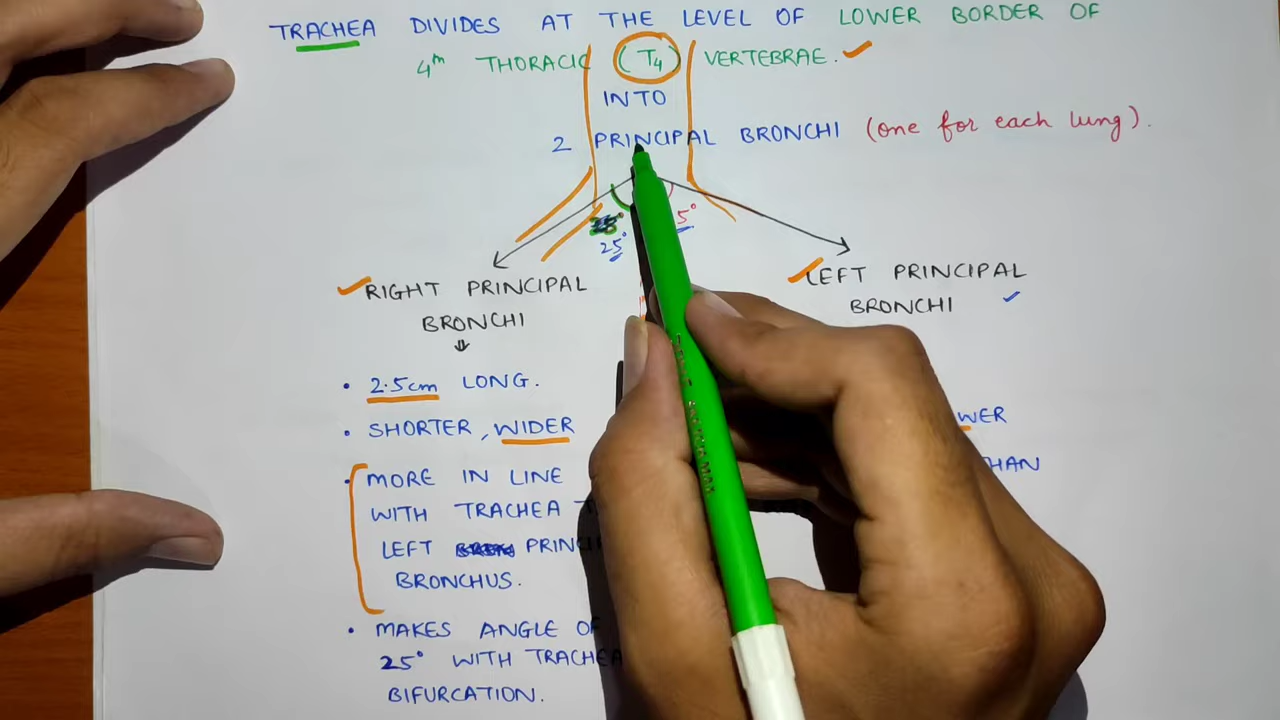 TRACHEA DIVIDES AT THE LEVEL OF LOWER BORDER OF
4th THORACIC (T4) VERTEBRAE.
INTO
2 PRINCIPAL BRONCHI (one for each lung).
25° 5°
RIGHT PRINCIPAL
BRONCHI
LEFT PRINCIPAL
BRONCHI
• 2.5cm LONG.
• SHORTER, WIDER
• MORE IN LINE
WITH TRACHEA
LEFT
BRONCHUS.
• MAKES ANGLE OF
25° WITH TRACHEA
BIFURCATION.